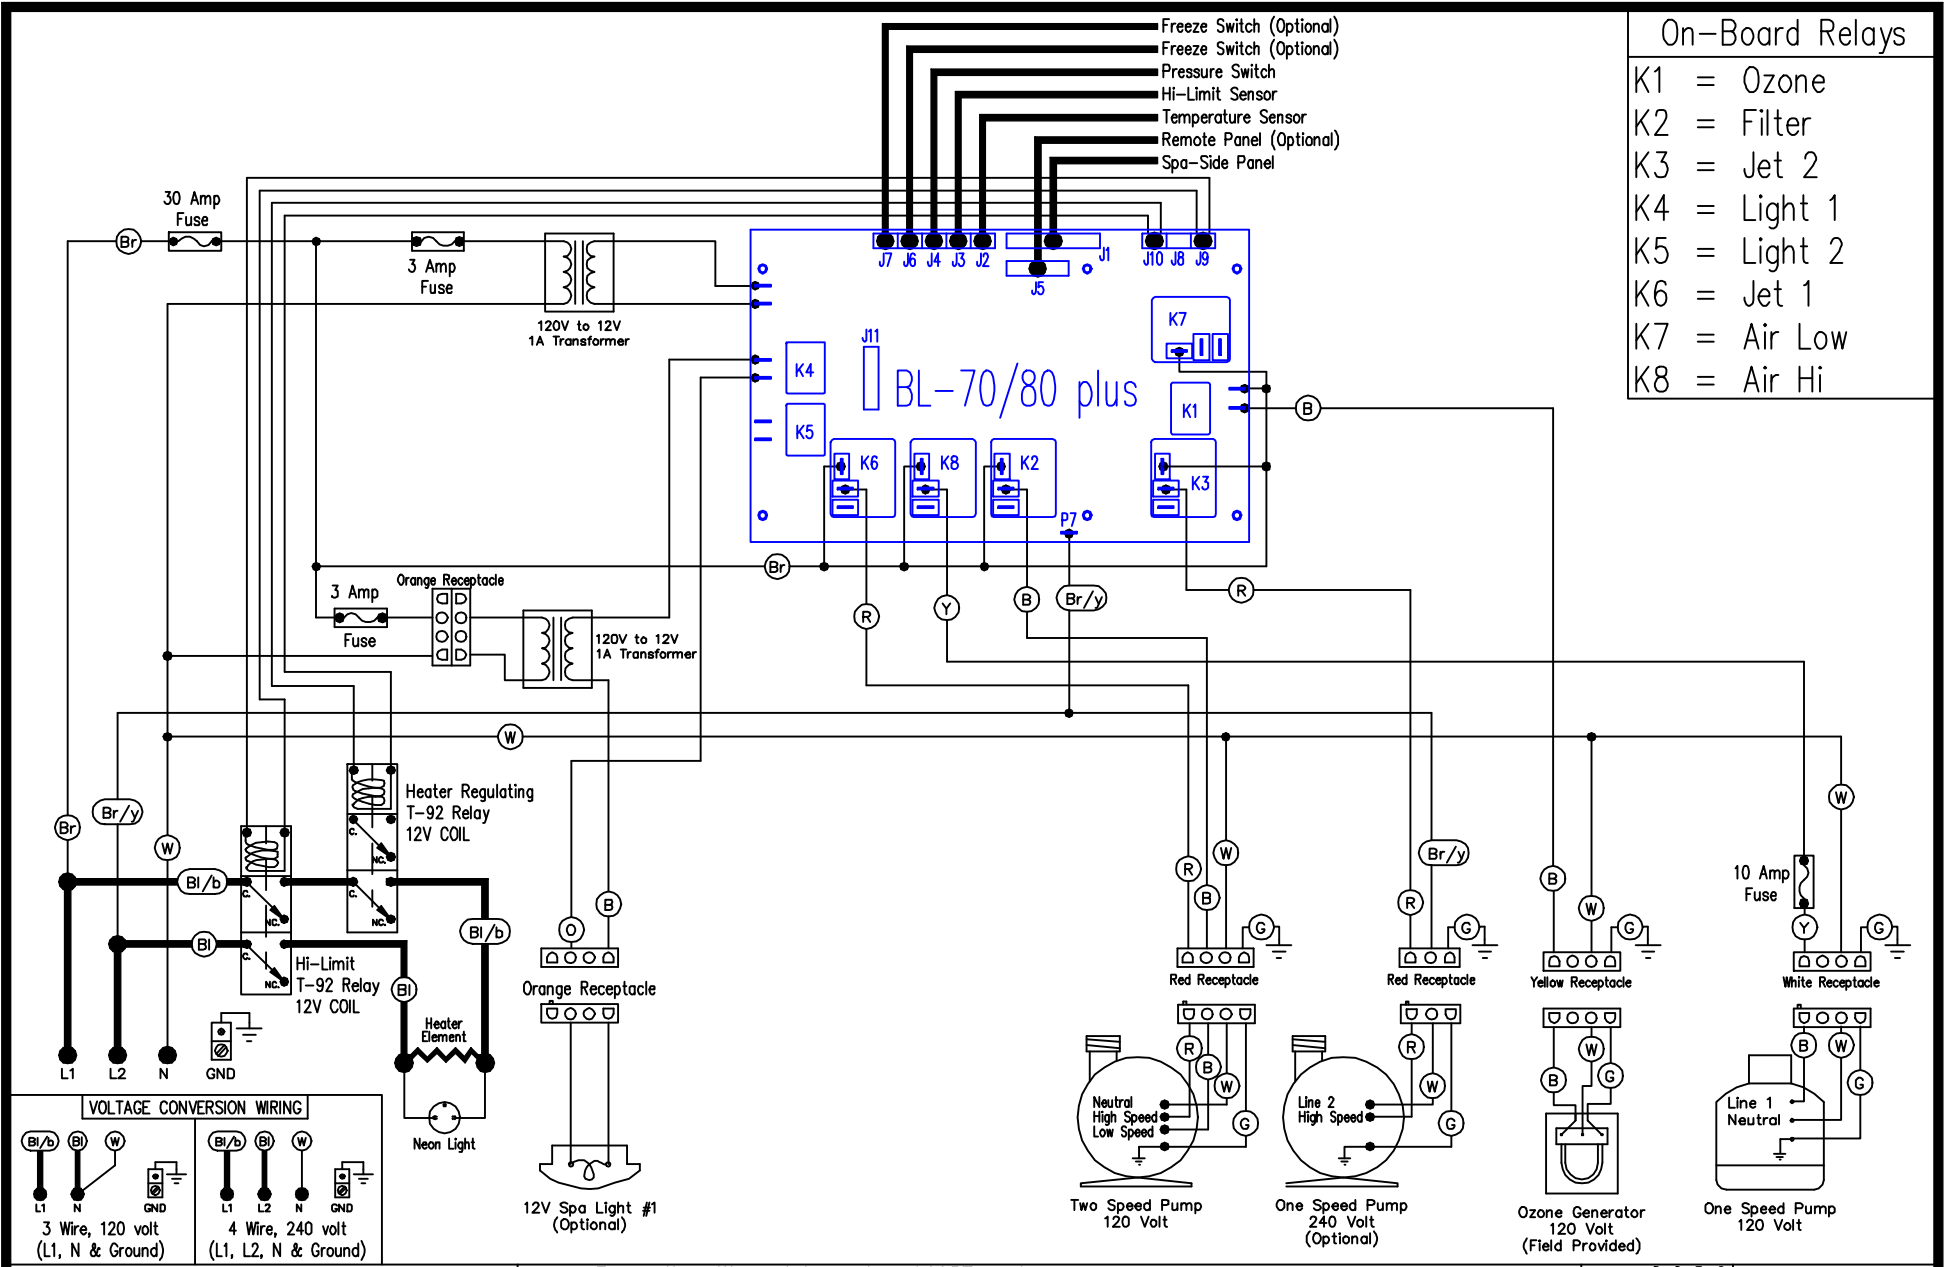 Freeze Switch (Optional)
Freeze Switch (Optional)
Pressure Switch
Hi-Limit Sensor
Temperature Sensor
Remote Panel (Optional)
Spa-Side Panel
On-Board Relays
K1 = Ozone
K2 = Filter
K3 = Jet 2
K4 = Light 1
K5 = Light 2
K6 = Jet 1
K7 = Air Low
K8 = Air Hi
30 Amp
Fuse
Br
3 Amp
Fuse
120V to 12V
1A Transformer
J7
J6
J4
J3
J2
J1
J5
J10
J8
J9
K7
J11
K4
BL-70/80 plus
K1
B
K5
K6
K8
K2
K3
P7
Br
Orange Receptacle
3 Amp
Fuse
120V to 12V
1A Transformer
R
Y
B
Br/y
R
W
Heater Regulating
T-92 Relay
12V COIL
C.
NC.
C.
NC.
Br
Br/y
W
Bl/b
C.
NC.
Bl
C.
NC.
Hi-Limit
T-92 Relay
12V COIL
Bl/b
Bl
Heater
Element
Neon Light
L1
L2
N
GND
O
B
Orange Receptacle
12V Spa Light #1
(Optional)
R
B
W
G
Red Receptacle
R
Br/y
G
Red Receptacle
B
W
G
Yellow Receptacle
W
10 Amp
Fuse
Y
G
White Receptacle
R
B
W
G
Neutral
High Speed
Low Speed
Two Speed Pump
120 Volt
R
W
G
Line 2
High Speed
One Speed Pump
240 Volt
(Optional)
B
W
G
Ozone Generator
120 Volt
(Field Provided)
B
W
G
Line 1
Neutral
One Speed Pump
120 Volt
VOLTAGE CONVERSION WIRING
Bl/b
Bl
W
L1
N
GND
3 Wire, 120 volt
(L1, N & Ground)
Bl/b
Bl
W
L1
L2
N
GND
4 Wire, 240 volt
(L1, L2, N & Ground)